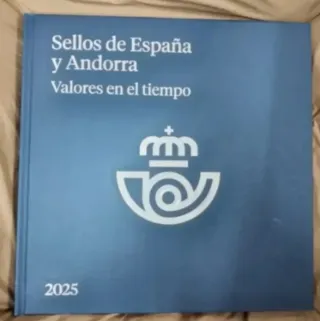 Sellos de España
y Andorra
Valores en el tiempo
2025